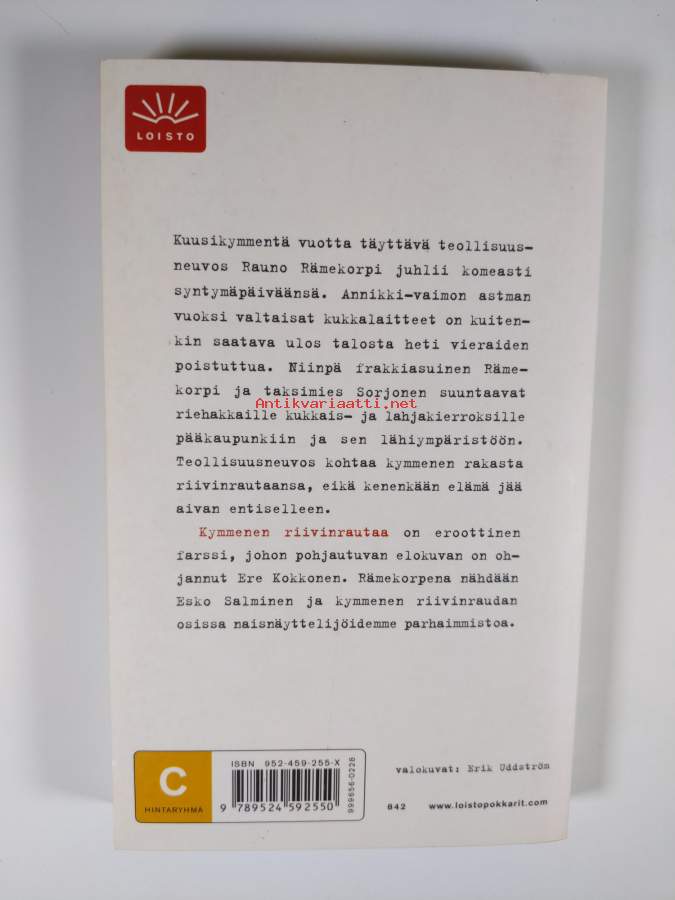 LOISTO
Kuusikymmentä vuotta täyttävä teollisuus-
neuvos Rauno Rämekorpi juhlii komeasti
syntymäpäiväänsä. Annikki-vaimon astman
vuoksi valtaisat kukkalaitteet on kuiten-
kin saatava ulos talosta heti vieraiden
poistuttua. Niinpä frakkiasuinen Räme-
korpi ja taksimies Sorjonen suuntaavat
Antikvariaatti.net
riehakkaille kukkais- ja lahjakierroksille
pääkaupunkiin ja sen lähiympäristöön.
Teollisuusneuvos kohtaa kymmenen rakasta
riivinrautaansa, eikä kenenkään elämä jää
aivan entiselleen.
Kymmenen riivinrautaa on eroottinen
farssi, johon pohjautuvan elokuvan on oh-
jannut Ere Kokkonen. Rämekorpena nähdään
Esko Salminen ja kymmenen riivinraudan
osissa naisnäyttelijöidemme parhaimmistoa.
C
HINTARYHMÄ
ISBN 952-459-255-X
9 789524 592550
999656-0228
valokuvat: Erik Uddström
842 www.loistopokkarit.com